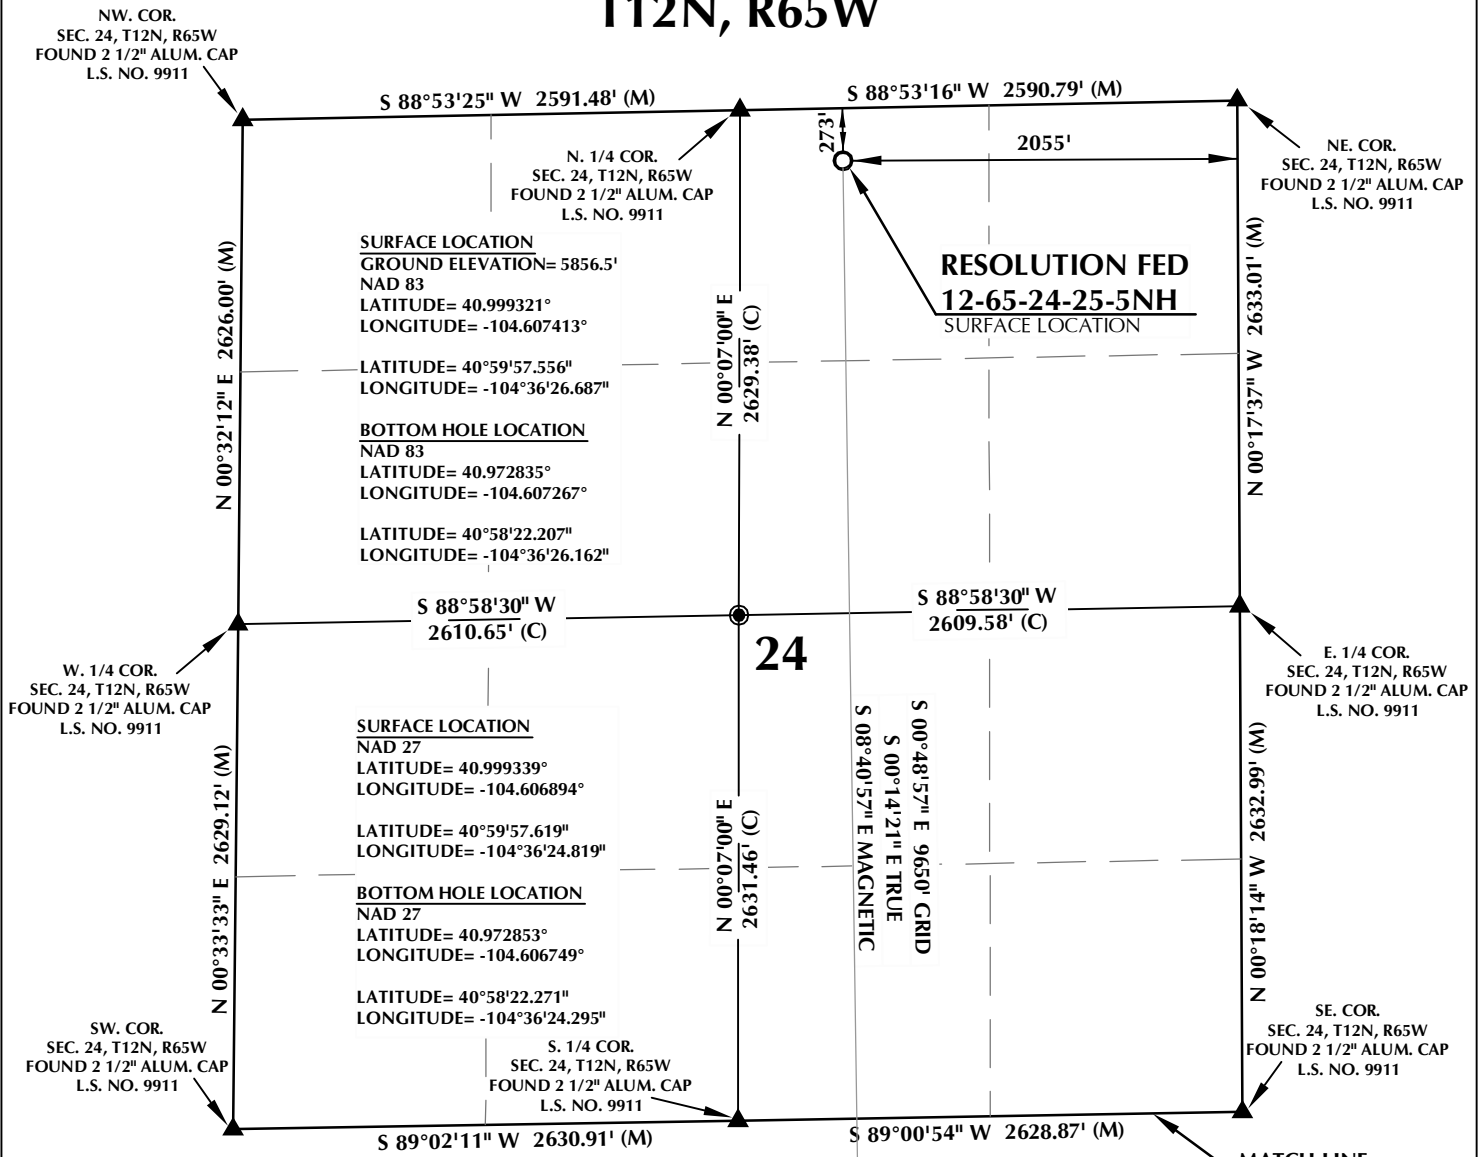 T12N, R65W
NW. COR.
SEC. 24, T12N, R65W
FOUND 2 1/2" ALUM. CAP
L.S. NO. 9911
S 88°53'25" W 2591.48' (M)
S 88°53'16" W 2590.79' (M)
N. 1/4 COR.
SEC. 24, T12N, R65W
FOUND 2 1/2" ALUM. CAP
L.S. NO. 9911
273'
2055'
NE. COR.
SEC. 24, T12N, R65W
FOUND 2 1/2" ALUM. CAP
L.S. NO. 9911
SURFACE LOCATION
GROUND ELEVATION= 5856.5'
NAD 83
LATITUDE= 40.999321°
LONGITUDE= -104.607413°
LATITUDE= 40°59'57.556"
LONGITUDE= -104°36'26.687"
BOTTOM HOLE LOCATION
NAD 83
LATITUDE= 40.972835°
LONGITUDE= -104.607267°
LATITUDE= 40°58'22.207"
LONGITUDE= -104°36'26.162"
RESOLUTION FED
12-65-24-25-5NH
SURFACE LOCATION
N 00°32'12" E 2626.00' (M)
N 00°07'00" E
2629.38' (C)
N 00°17'37" W 2633.01' (M)
S 88°58'30" W
2610.65' (C)
S 88°58'30" W
2609.58' (C)
24
W. 1/4 COR.
SEC. 24, T12N, R65W
FOUND 2 1/2" ALUM. CAP
L.S. NO. 9911
E. 1/4 COR.
SEC. 24, T12N, R65W
FOUND 2 1/2" ALUM. CAP
L.S. NO. 9911
SURFACE LOCATION
NAD 27
LATITUDE= 40.999339°
LONGITUDE= -104.606894°
LATITUDE= 40°59'57.619"
LONGITUDE= -104°36'24.819"
BOTTOM HOLE LOCATION
NAD 27
LATITUDE= 40.972853°
LONGITUDE= -104.606749°
LATITUDE= 40°58'22.271"
LONGITUDE= -104°36'24.295"
N 00°33'33" E 2629.12' (M)
N 00°07'00" E
2631.46' (C)
S 00°48'57" E 9650' GRID
S 00°14'21" E TRUE
S 08°40'57" E MAGNETIC
N 00°18'14" W 2632.99' (M)
SW. COR.
SEC. 24, T12N, R65W
FOUND 2 1/2" ALUM. CAP
L.S. NO. 9911
S. 1/4 COR.
SEC. 24, T12N, R65W
FOUND 2 1/2" ALUM. CAP
L.S. NO. 9911
SE. COR.
SEC. 24, T12N, R65W
FOUND 2 1/2" ALUM. CAP
L.S. NO. 9911
S 89°02'11" W 2630.91' (M)
S 89°00'54" W 2628.87' (M)
MATCH LINE